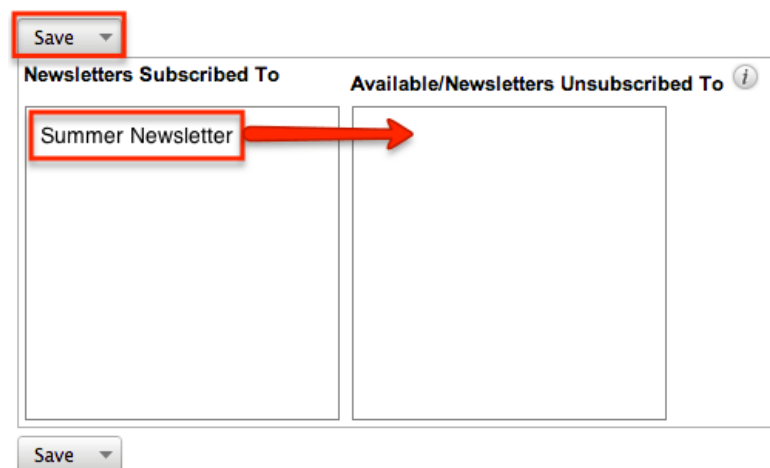 Save
Newsletters Subscribed To
Available/Newsletters Unsubscribed To i
Summer Newsletter
Save